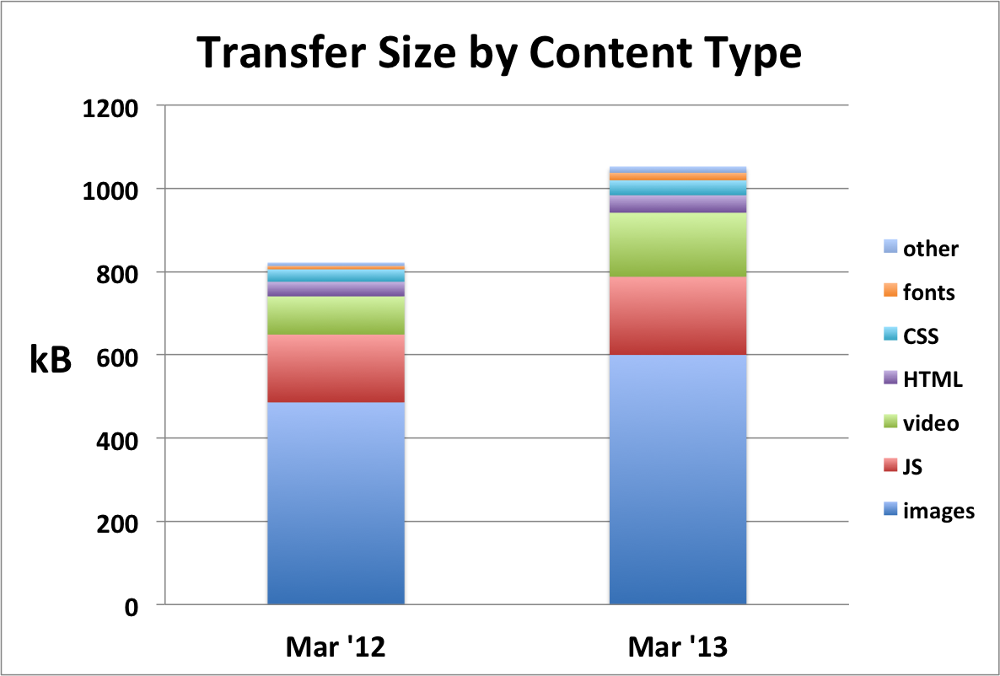 Transfer Size by Content Type
1200
1000
800
600
400
200
0
kB
Mar '12
Mar '13
other
fonts
CSS
HTML
video
JS
images